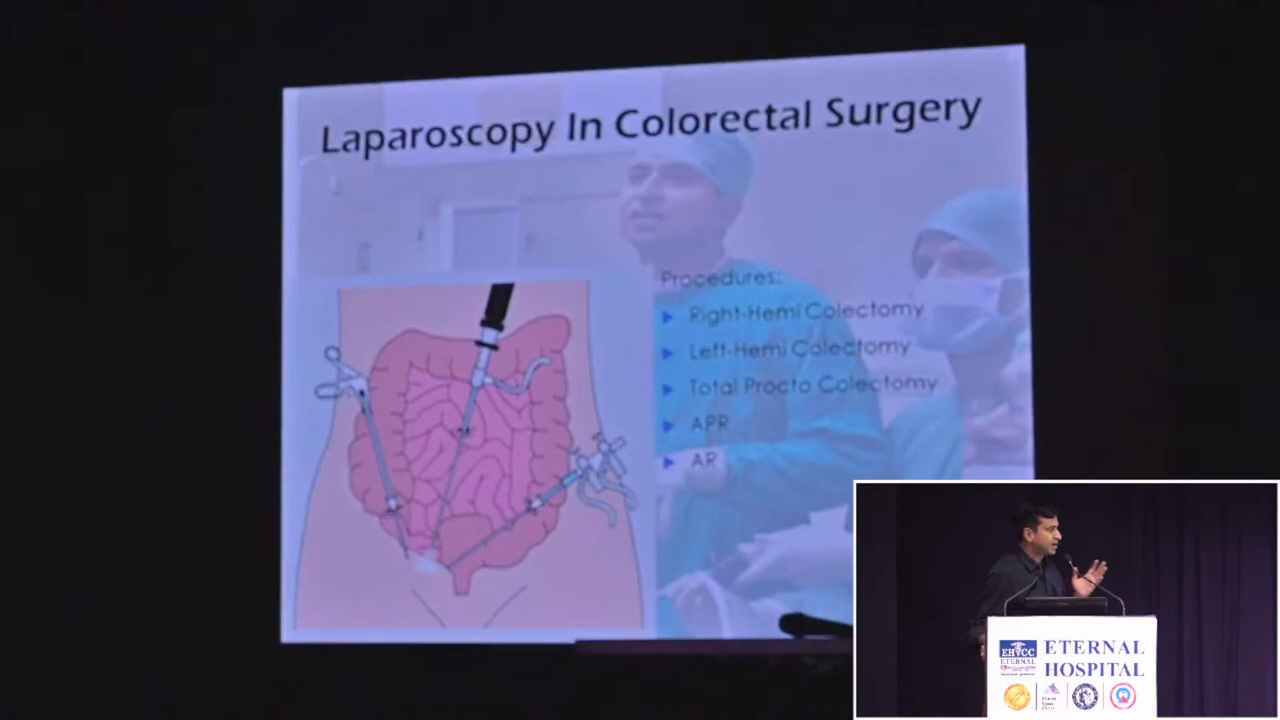 Laparoscopy In Colorectal Surgery
Procedures:
Right-Hemi Colectomy
Left-Hemi Colectomy
Total Procto Colectomy
APR
AR
EHCC
ETERNAL
ETERNAL
HOSPITAL